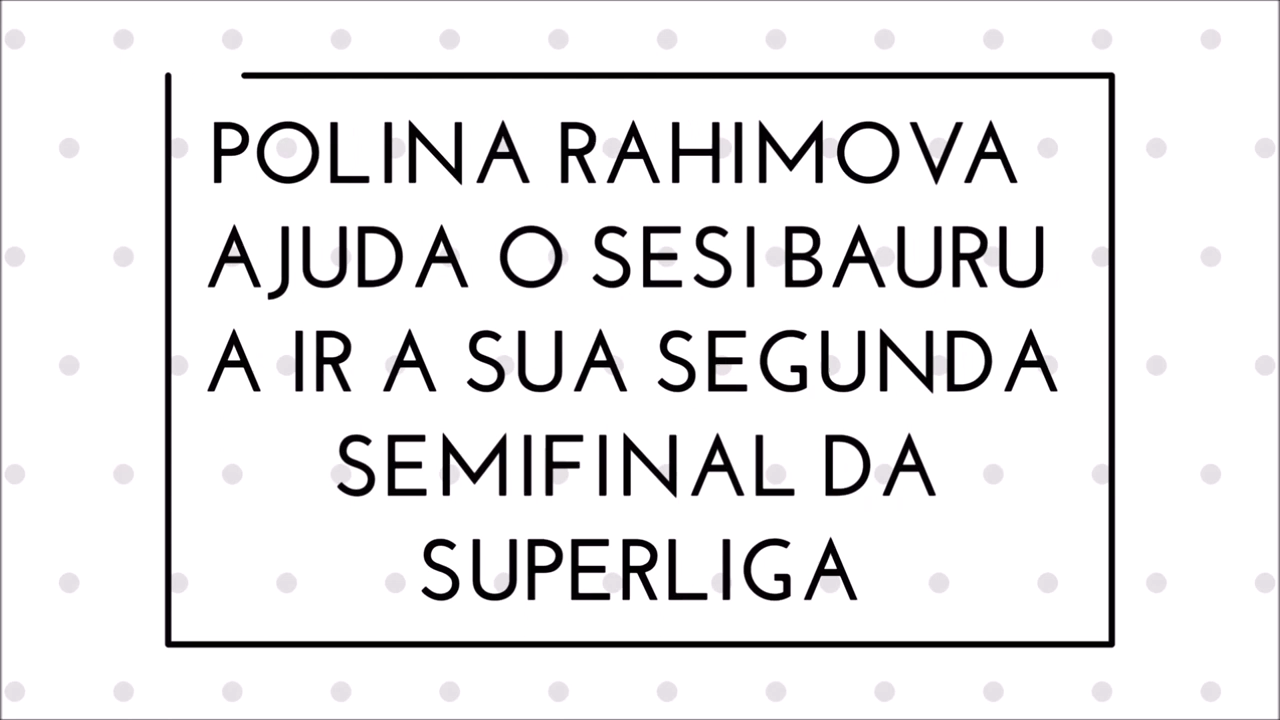 POLINA RAHIMOVA
AJUDA O SESI BAURU
A IR A SUA SEGUNDA
SEMIFINAL DA
SUPERLIGA